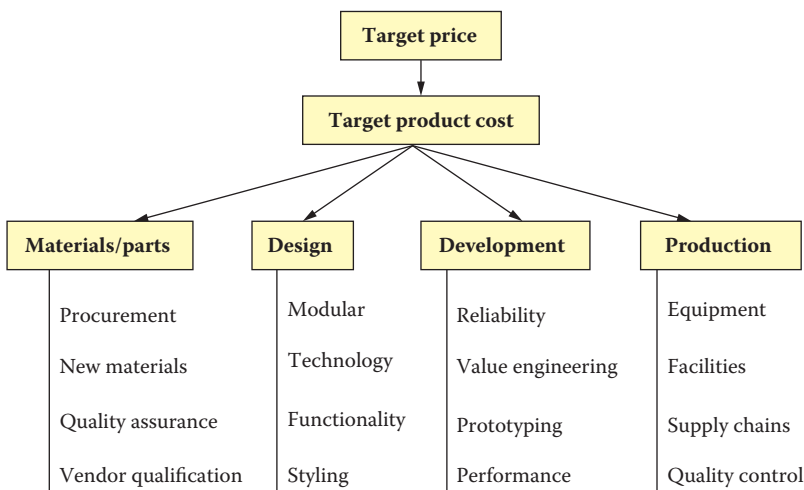 Target price
Target product cost
Materials/parts
Procurement
New materials
Quality assurance
Vendor qualification
Design
Modular
Technology
Functionality
Styling
Development
Reliability
Value engineering
Prototyping
Performance
Production
Equipment
Facilities
Supply chains
Quality control